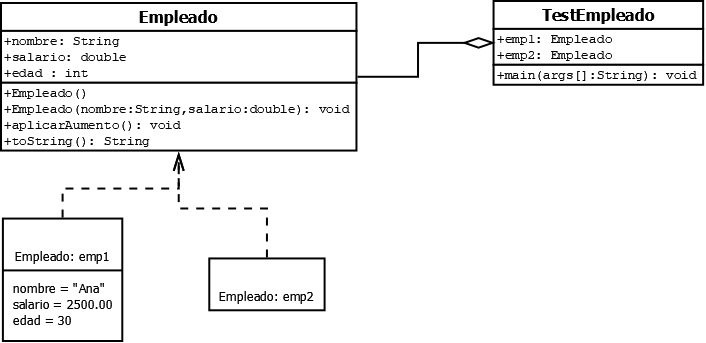 Empleado
+nombre: String
+salario: double
+edad : int
+Empleado()
+Empleado(nombre:String,salario:double): void
+aplicarAumento(): void
+toString(): String
TestEmpleado
+emp1: Empleado
+emp2: Empleado
+main(args[]:String): void
Empleado: emp1
nombre = "Ana"
salario = 2500.00
edad = 30
Empleado: emp2